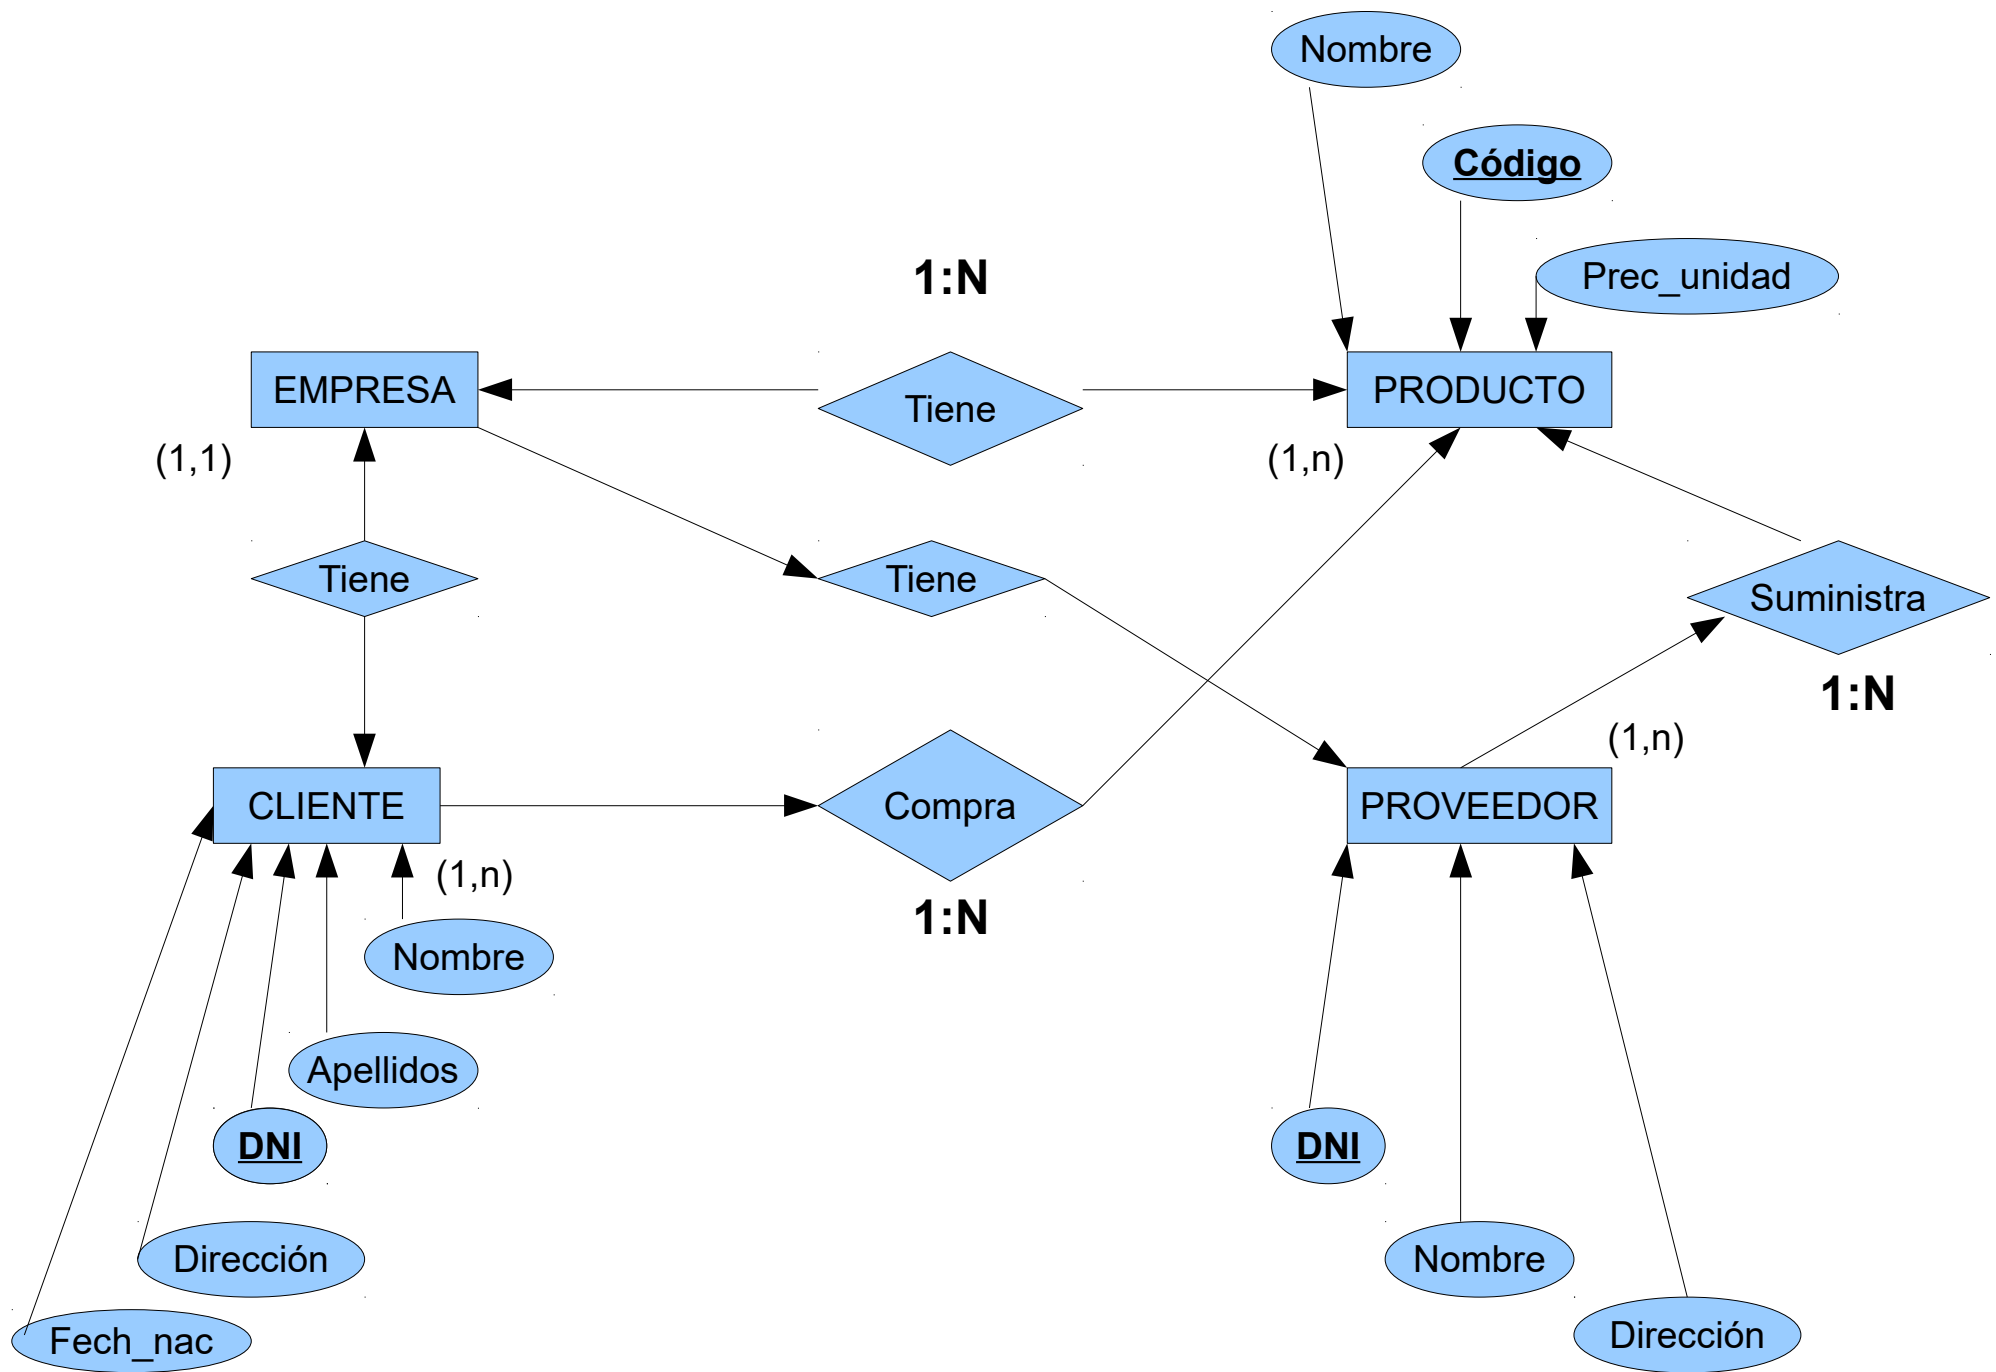 Nombre
Código
1:N
Prec_unidad
EMPRESA
Tiene
PRODUCTO
(1,1)
(1,n)
Tiene
Tiene
Suministra
1:N
(1,n)
CLIENTE
Compra
PROVEEDOR
(1,n)
1:N
Nombre
Apellidos
DNI
DNI
Dirección
Nombre
Fech_nac
Dirección